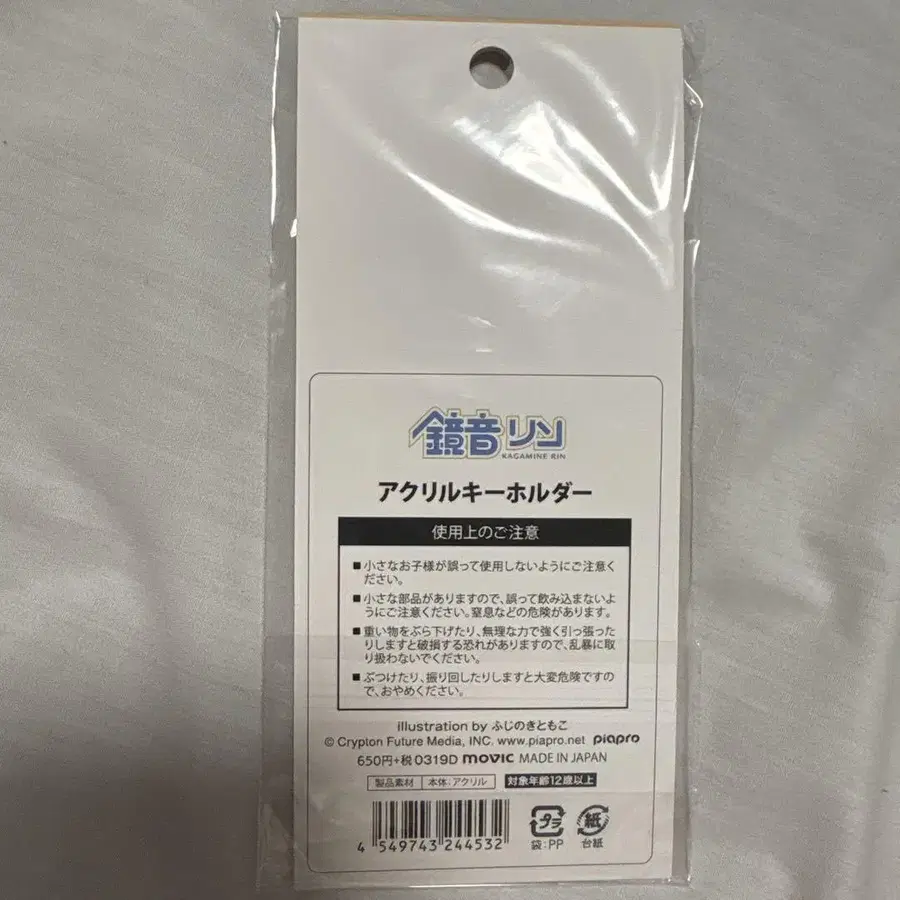 鏡音リン
KAGAMINE RIN
アクリルキーホルダー
使用上のご注意
■小さなお子様が誤って使用しないようにご注意く
ださい。
■小さな部品がありますので、誤って飲み込まないよ
うにご注意ください。窒息などの危険があります。
■重い物をぶら下げたり、無理な力で強く引っ張った
りしますと破損する恐れがありますので、乱暴に取
り扱わないでください。
■ぶつけたり、振り回したりしますと大変危険ですの
で、おやめください。
illustration by ふじのきともこ
© Crypton Future Media, INC. www.piapro.net piapro
650円+税 0319D movic MADE IN JAPAN
製品素材 本体:アクリル 対象年齢12歳以上
4 549743 244532
プラ 紙
袋:PP 台紙